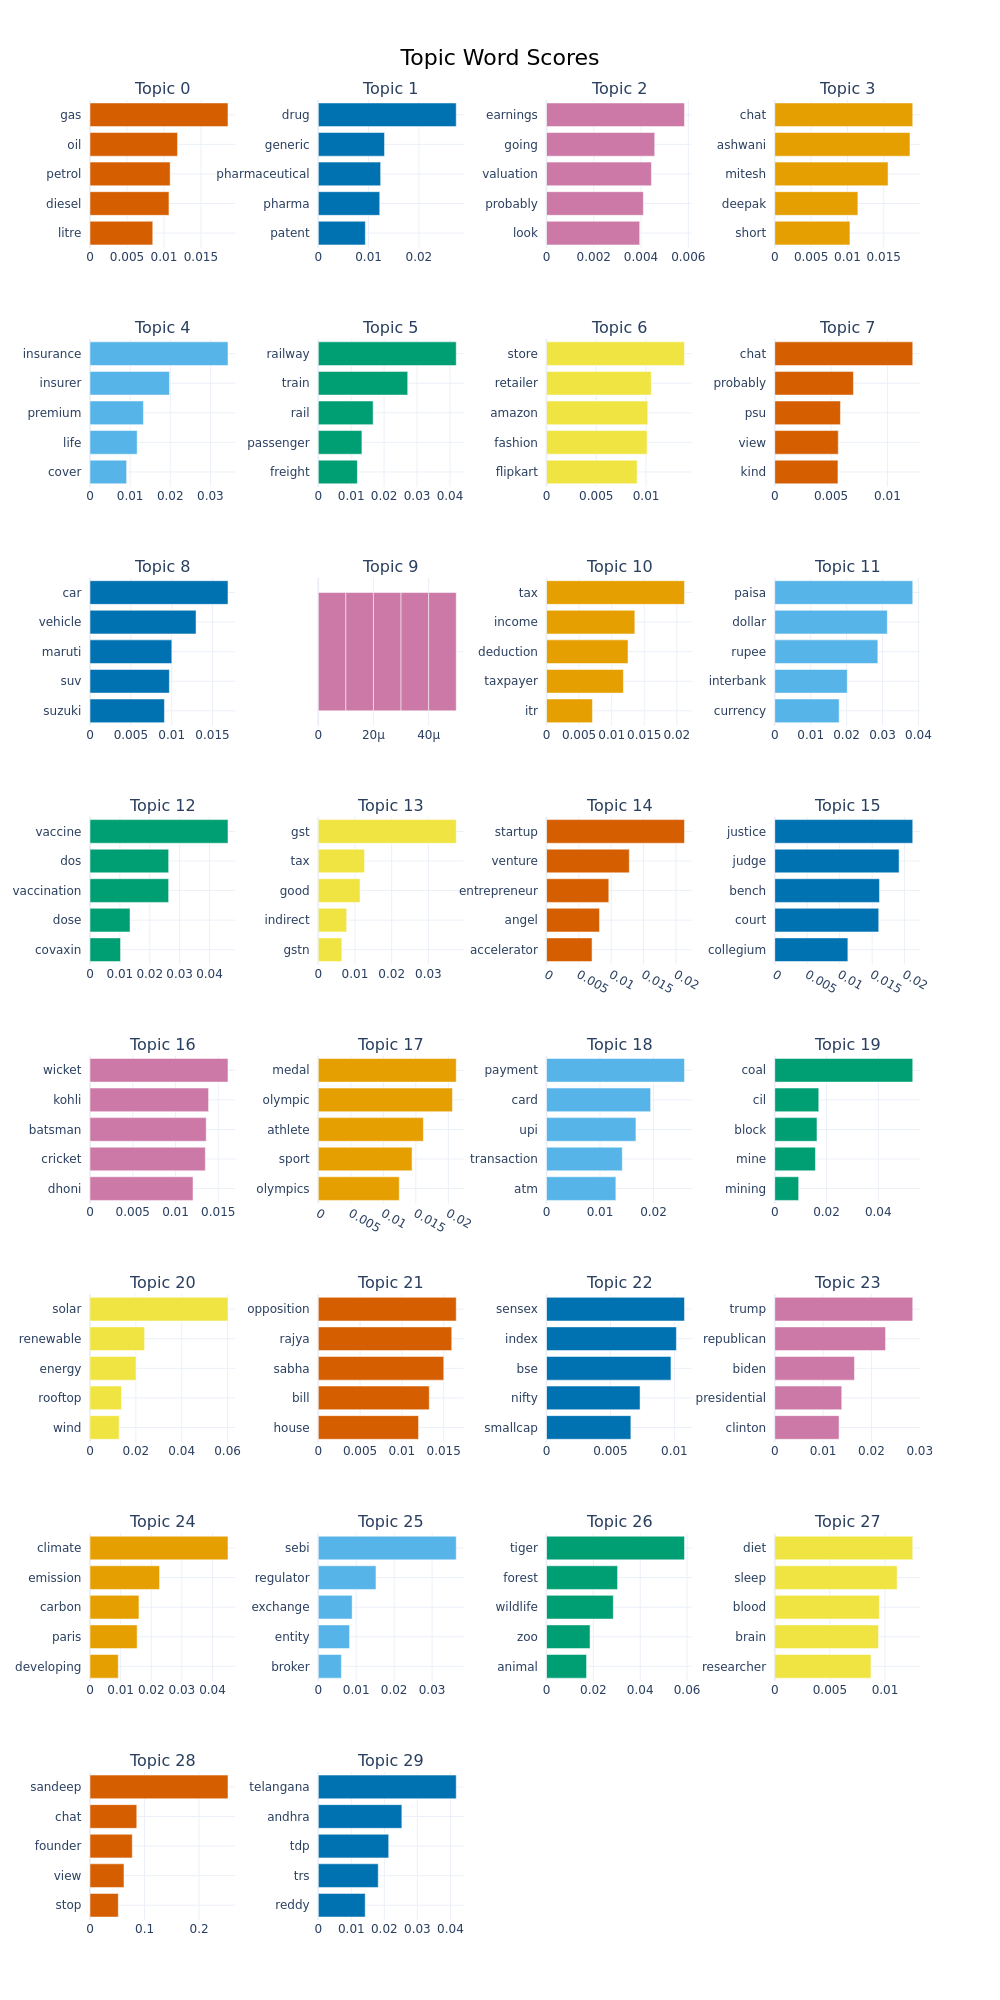 Topic Word Scores
Topic 0
gas
oil
petrol
diesel
litre
0 0.005 0.01 0.015
Topic 1
drug
generic
pharmaceutical
pharma
patent
0 0.01 0.02
Topic 2
earnings
going
valuation
probably
look
0 0.002 0.004 0.006
Topic 3
chat
ashwani
mitesh
deepak
short
0 0.005 0.01 0.015
Topic 4
insurance
insurer
premium
life
cover
0 0.01 0.02 0.03
Topic 5
railway
train
rail
passenger
freight
0 0.01 0.02 0.03 0.04
Topic 6
store
retailer
amazon
fashion
flipkart
0 0.005 0.01
Topic 7
chat
probably
psu
view
kind
0 0.005 0.01
Topic 8
car
vehicle
maruti
suv
suzuki
0 0.005 0.01 0.015
Topic 9
0 20μ 40μ
Topic 10
tax
income
deduction
taxpayer
itr
0 0.005 0.01 0.015 0.02
Topic 11
paisa
dollar
rupee
interbank
currency
0 0.01 0.02 0.03 0.04
Topic 12
vaccine
dos
vaccination
dose
covaxin
0 0.01 0.02 0.03 0.04
Topic 13
gst
tax
good
indirect
gstn
0 0.01 0.02 0.03
Topic 14
startup
venture
entrepreneur
angel
accelerator
0 0.005 0.01 0.015 0.02
Topic 15
justice
judge
bench
court
collegium
0 0.005 0.01 0.015 0.02
Topic 16
wicket
kohli
batsman
cricket
dhoni
0 0.005 0.01 0.015
Topic 17
medal
olympic
athlete
sport
olympics
0 0.005 0.01 0.015 0.02
Topic 18
payment
card
upi
transaction
atm
0 0.01 0.02
Topic 19
coal
cil
block
mine
mining
0 0.02 0.04
Topic 20
solar
renewable
energy
rooftop
wind
0 0.02 0.04 0.06
Topic 21
opposition
rajya
sabha
bill
house
0 0.005 0.01 0.015
Topic 22
sensex
index
bse
nifty
smallcap
0 0.005 0.01
Topic 23
trump
republican
biden
presidential
clinton
0 0.01 0.02 0.03
Topic 24
climate
emission
carbon
paris
developing
0 0.01 0.02 0.03 0.04
Topic 25
sebi
regulator
exchange
entity
broker
0 0.01 0.02 0.03
Topic 26
tiger
forest
wildlife
zoo
animal
0 0.02 0.04 0.06
Topic 27
diet
sleep
blood
brain
researcher
0 0.005 0.01
Topic 28
sandeep
chat
founder
view
stop
0 0.1 0.2
Topic 29
telangana
andhra
tdp
trs
reddy
0 0.01 0.02 0.03 0.04